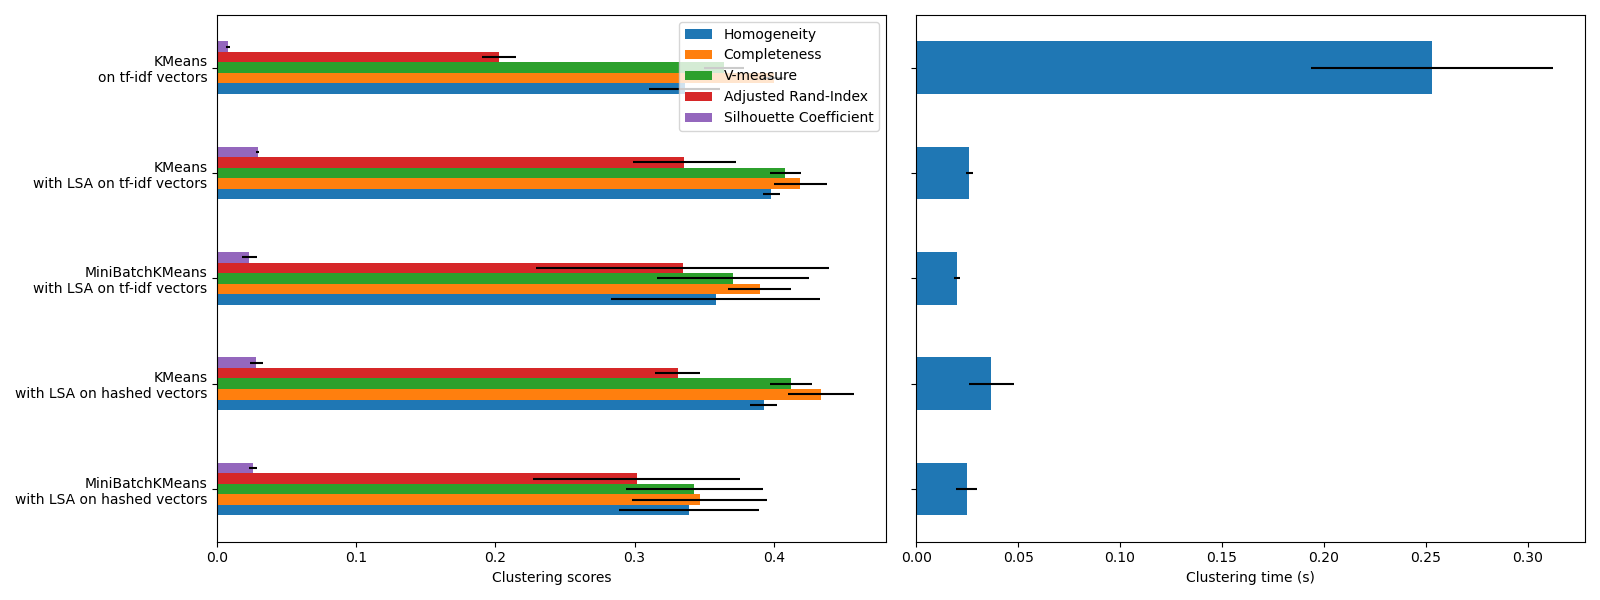 KMeans
on tf-idf vectors
KMeans
with LSA on tf-idf vectors
MiniBatchKMeans
with LSA on tf-idf vectors
KMeans
with LSA on hashed vectors
MiniBatchKMeans
with LSA on hashed vectors
Homogeneity
Completeness
V-measure
Adjusted Rand-Index
Silhouette Coefficient
0.0 0.1 0.2 0.3 0.4
Clustering scores
0.00 0.05 0.10 0.15 0.20 0.25 0.30
Clustering time (s)